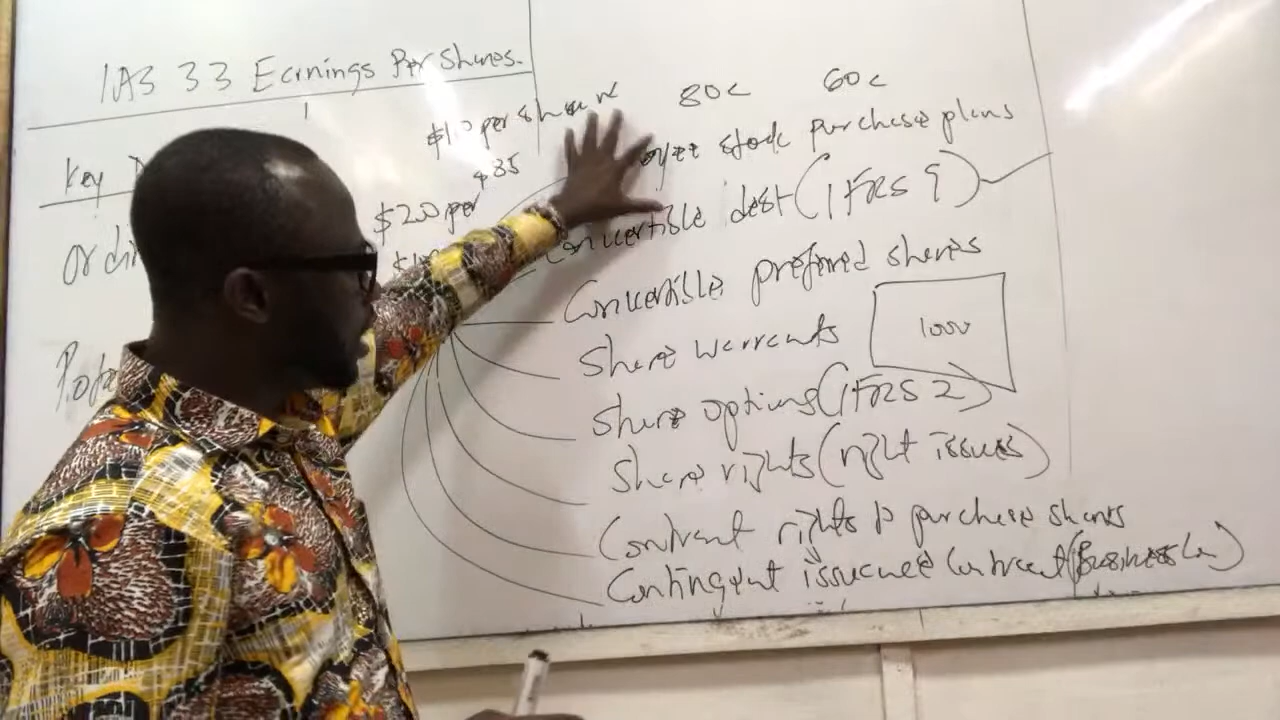 IAS 33 Earnings Per Shares.
80c 60c
$10 per share
$35
$20 per
Key
stock purchase plans
Convertible debt (IFRS 9)
Convertible preferred shares
Share warrants
1000
Share options (IFRS 2)
Share rights (right issues)
Contract rights to purchase shares
Contingent